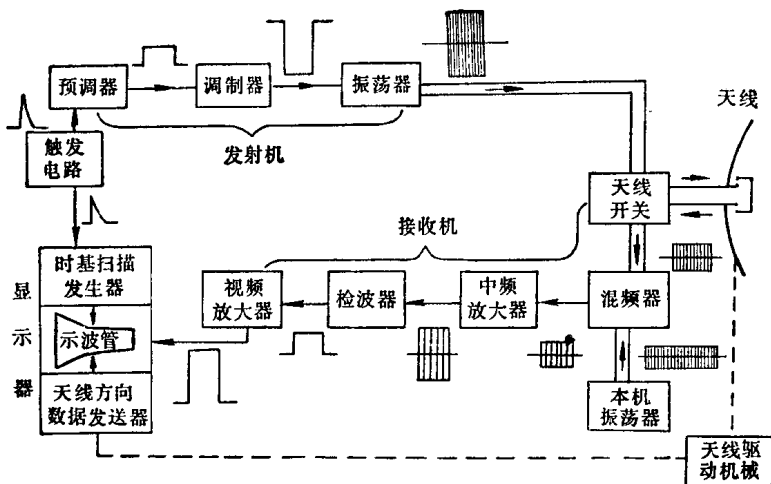 预调器
调制器
振荡器
天线
发射机
触发
电路
天线
开关
接收机
时基扫描
发生器
视频
放大器
检波器
中频
放大器
混频器
显
示
器
示波管
天线方向
数据发送器
本机
振荡器
天线驱
动机械